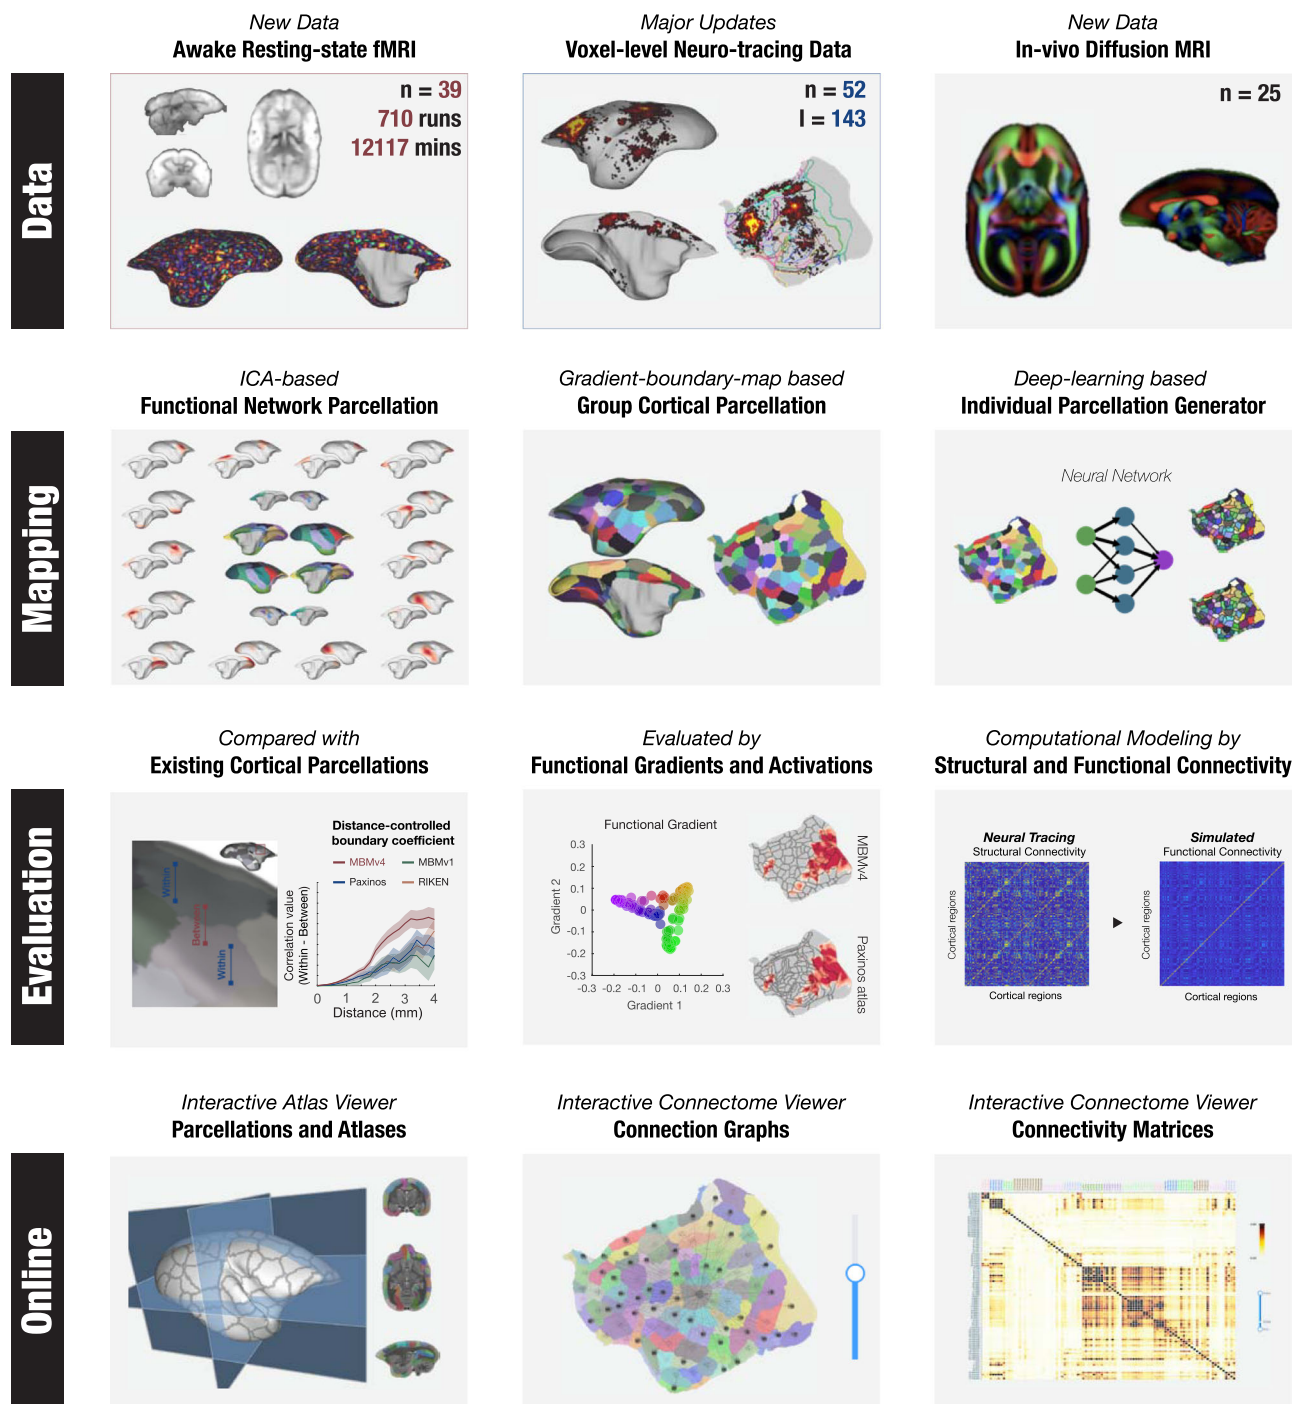 New Data
Awake Resting-state fMRI
Major Updates
Voxel-level Neuro-tracing Data
New Data
In-vivo Diffusion MRI
Data
n = 39
710 runs
12117 mins
n = 52
I = 143
n = 25
ICA-based
Functional Network Parcellation
Gradient-boundary-map based
Group Cortical Parcellation
Deep-learning based
Individual Parcellation Generator
Mapping
Neural Network
Compared with
Existing Cortical Parcellations
Evaluated by
Functional Gradients and Activations
Computational Modeling by
Structural and Functional Connectivity
Evaluation
Within
Between
Within
Distance-controlled
boundary coefficient
MBMv4
MBMv1
Paxinos
RIKEN
Correlation value
(Within - Between)
0 1 2 3 4
Distance (mm)
Functional Gradient
Gradient 2
0.3
0.2
0.1
0
-0.1
-0.3
-0.3 -0.2 -0.1 0 0.1 0.2 0.3
Gradient 1
MBMv4
Paxinos atlas
Neural Tracing
Structural Connectivity
Cortical regions
Cortical regions
Simulated
Functional Connectivity
Cortical regions
Cortical regions
Interactive Atlas Viewer
Parcellations and Atlases
Interactive Connectome Viewer
Connection Graphs
Interactive Connectome Viewer
Connectivity Matrices
Online